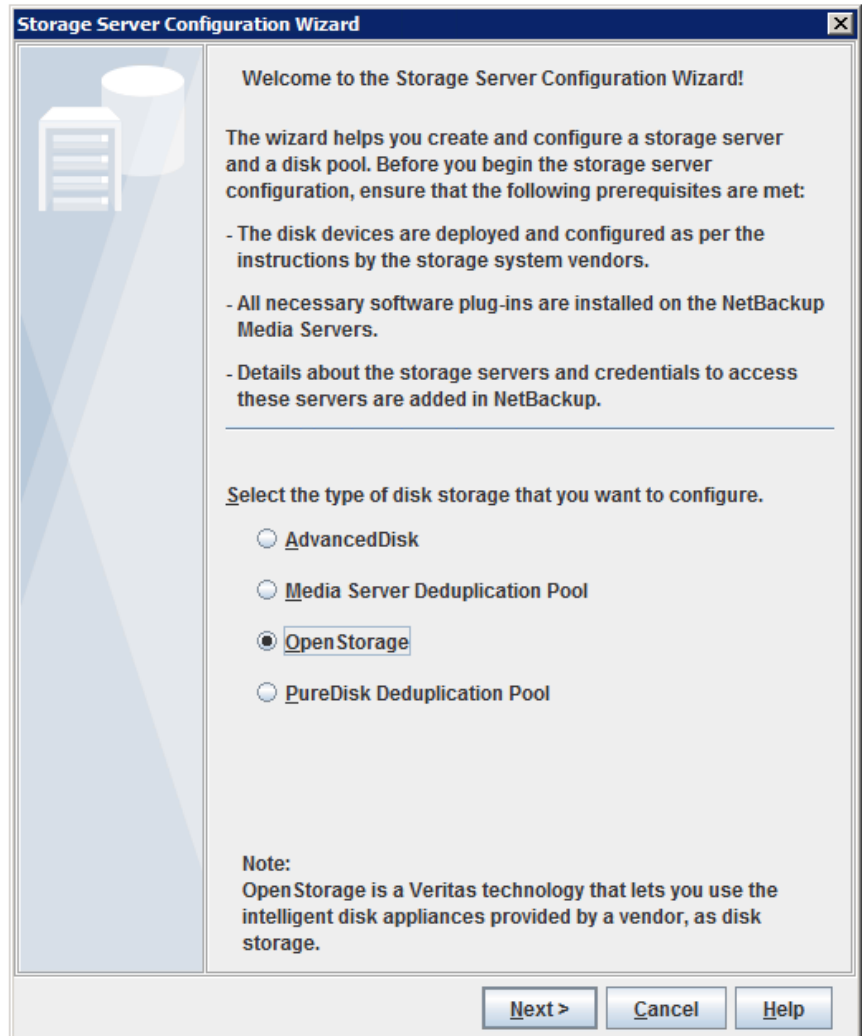 Storage Server Configuration Wizard
Welcome to the Storage Server Configuration Wizard!
The wizard helps you create and configure a storage server
and a disk pool. Before you begin the storage server
configuration, ensure that the following prerequisites are met:
- The disk devices are deployed and configured as per the
instructions by the storage system vendors.
- All necessary software plug-ins are installed on the NetBackup
Media Servers.
- Details about the storage servers and credentials to access
these servers are added in NetBackup.
Select the type of disk storage that you want to configure.
AdvancedDisk
Media Server Deduplication Pool
OpenStorage
PureDisk Deduplication Pool
Note:
OpenStorage is a Veritas technology that lets you use the
intelligent disk appliances provided by a vendor, as disk
storage.
Next > Cancel Help